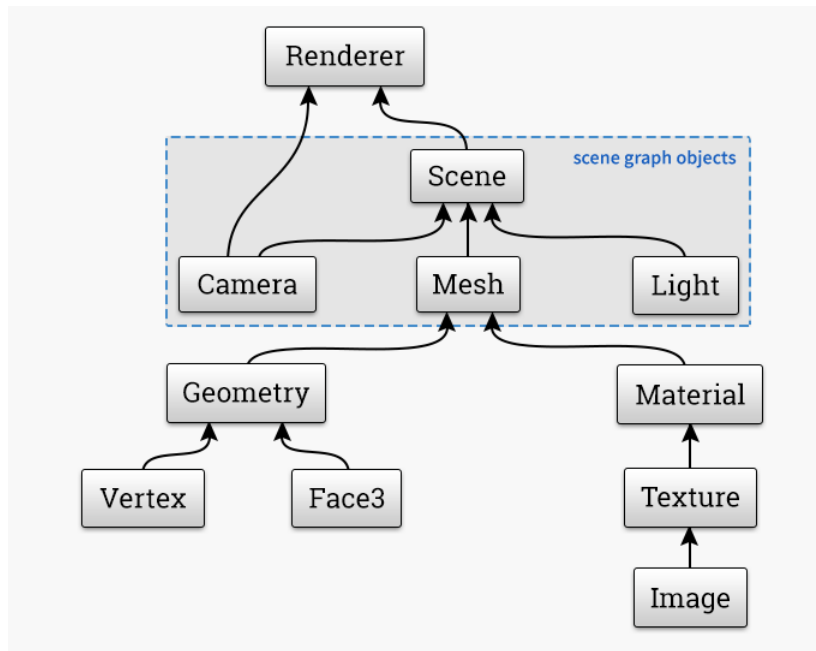 Renderer
scene graph objects
Scene
Camera
Mesh
Light
Geometry
Material
Vertex
Face3
Texture
Image